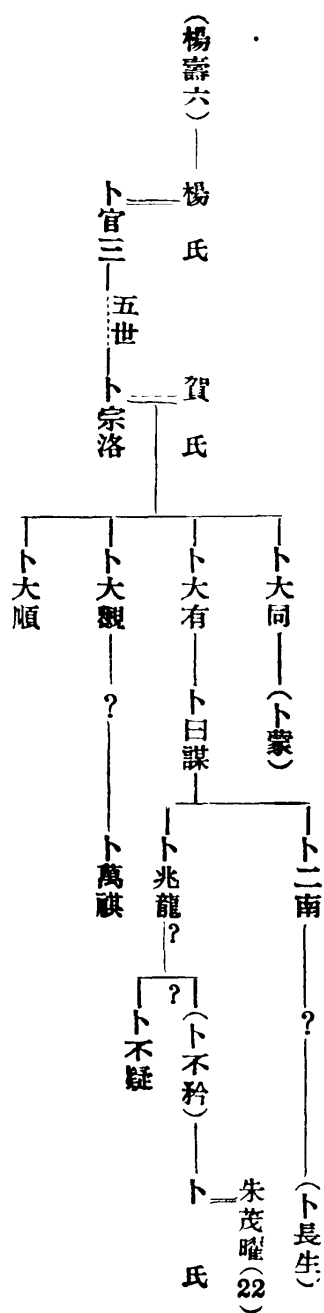 (楊壽六)
楊氏
卜官三
五世
賀氏
卜宗洛
卜大同
卜大有
卜大觀
卜大順
(卜蒙)
卜日謀
?
卜萬祺
卜二南
卜兆龍
?
?
?
(卜不矜)
卜不疑
(卜長生)
朱茂曜(22)
卜氏